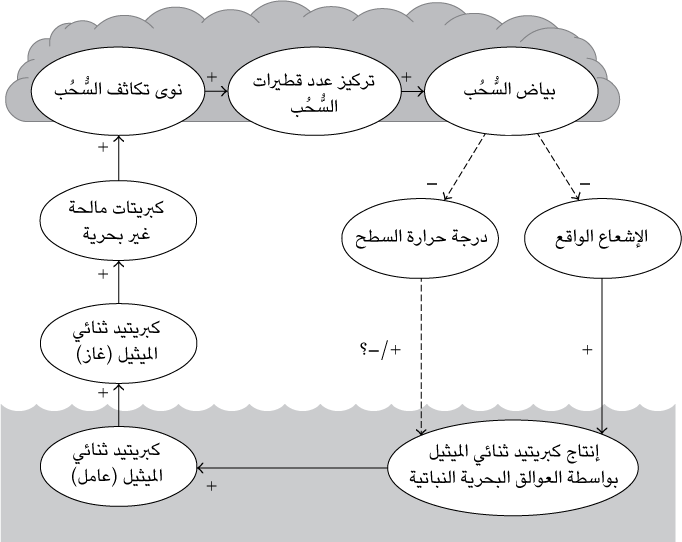 نوى تكاثف السُّحُب
+
تركيز عدد قطيرات
السُّحُب
+
بياض السُّحُب
+
–
–
كبريتات مالحة
غير بحرية
درجة حرارة السطح
الإشعاع الواقع
+
كبريتيد ثنائي
الميثيل (غاز)
+/–؟
+
+
كبريتيد ثنائي
الميثيل (عامل)
إنتاج كبريتيد ثنائي الميثيل
بواسطة العوالق البحرية النباتية
+